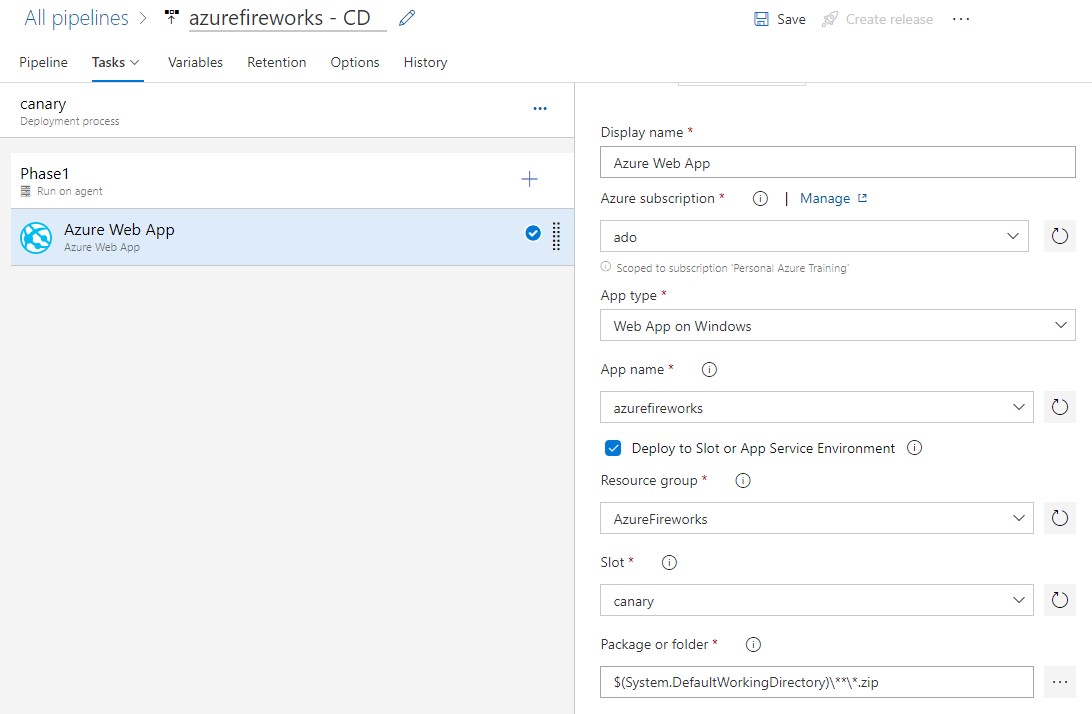 All pipelines > azurefireworks - CD
Save Create release ...
Pipeline Tasks Variables Retention Options History
canary
Deployment process
...
Phase1
Run on agent
Azure Web App
Azure Web App
Display name *
Azure Web App
Azure subscription * | Manage
ado
Scoped to subscription 'Personal Azure Training'
App type *
Web App on Windows
App name *
azurefireworks
Deploy to Slot or App Service Environment
Resource group *
AzureFireworks
Slot *
canary
Package or folder *
$(System.DefaultWorkingDirectory)\**\*.zip
...